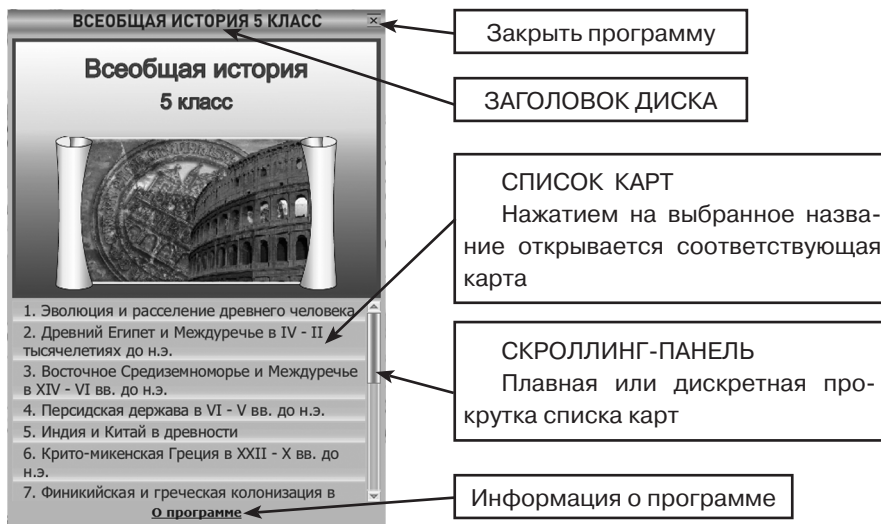 ВСЕОБЩАЯ ИСТОРИЯ 5 КЛАСС
Всеобщая история
5 класс
1. Эволюция и расселение древнего человека
2. Древний Египет и Междуречье в IV - II
тысячелетиях до н.э.
3. Восточное Средиземноморье и Междуречье
в XIV - VI вв. до н.э.
4. Персидская держава в VI - V вв. до н.э.
5. Индия и Китай в древности
6. Крито-микенская Греция в XXII - X вв. до
н.э.
7. Финикийская и греческая колонизация в
О программе
Закрыть программу
ЗАГОЛОВОК ДИСКА
СПИСОК КАРТ
Нажатием на выбранное назва-
ние открывается соответствующая
карта
СКРОЛЛИНГ-ПАНЕЛЬ
Плавная или дискретная про-
крутка списка карт
Информация о программе